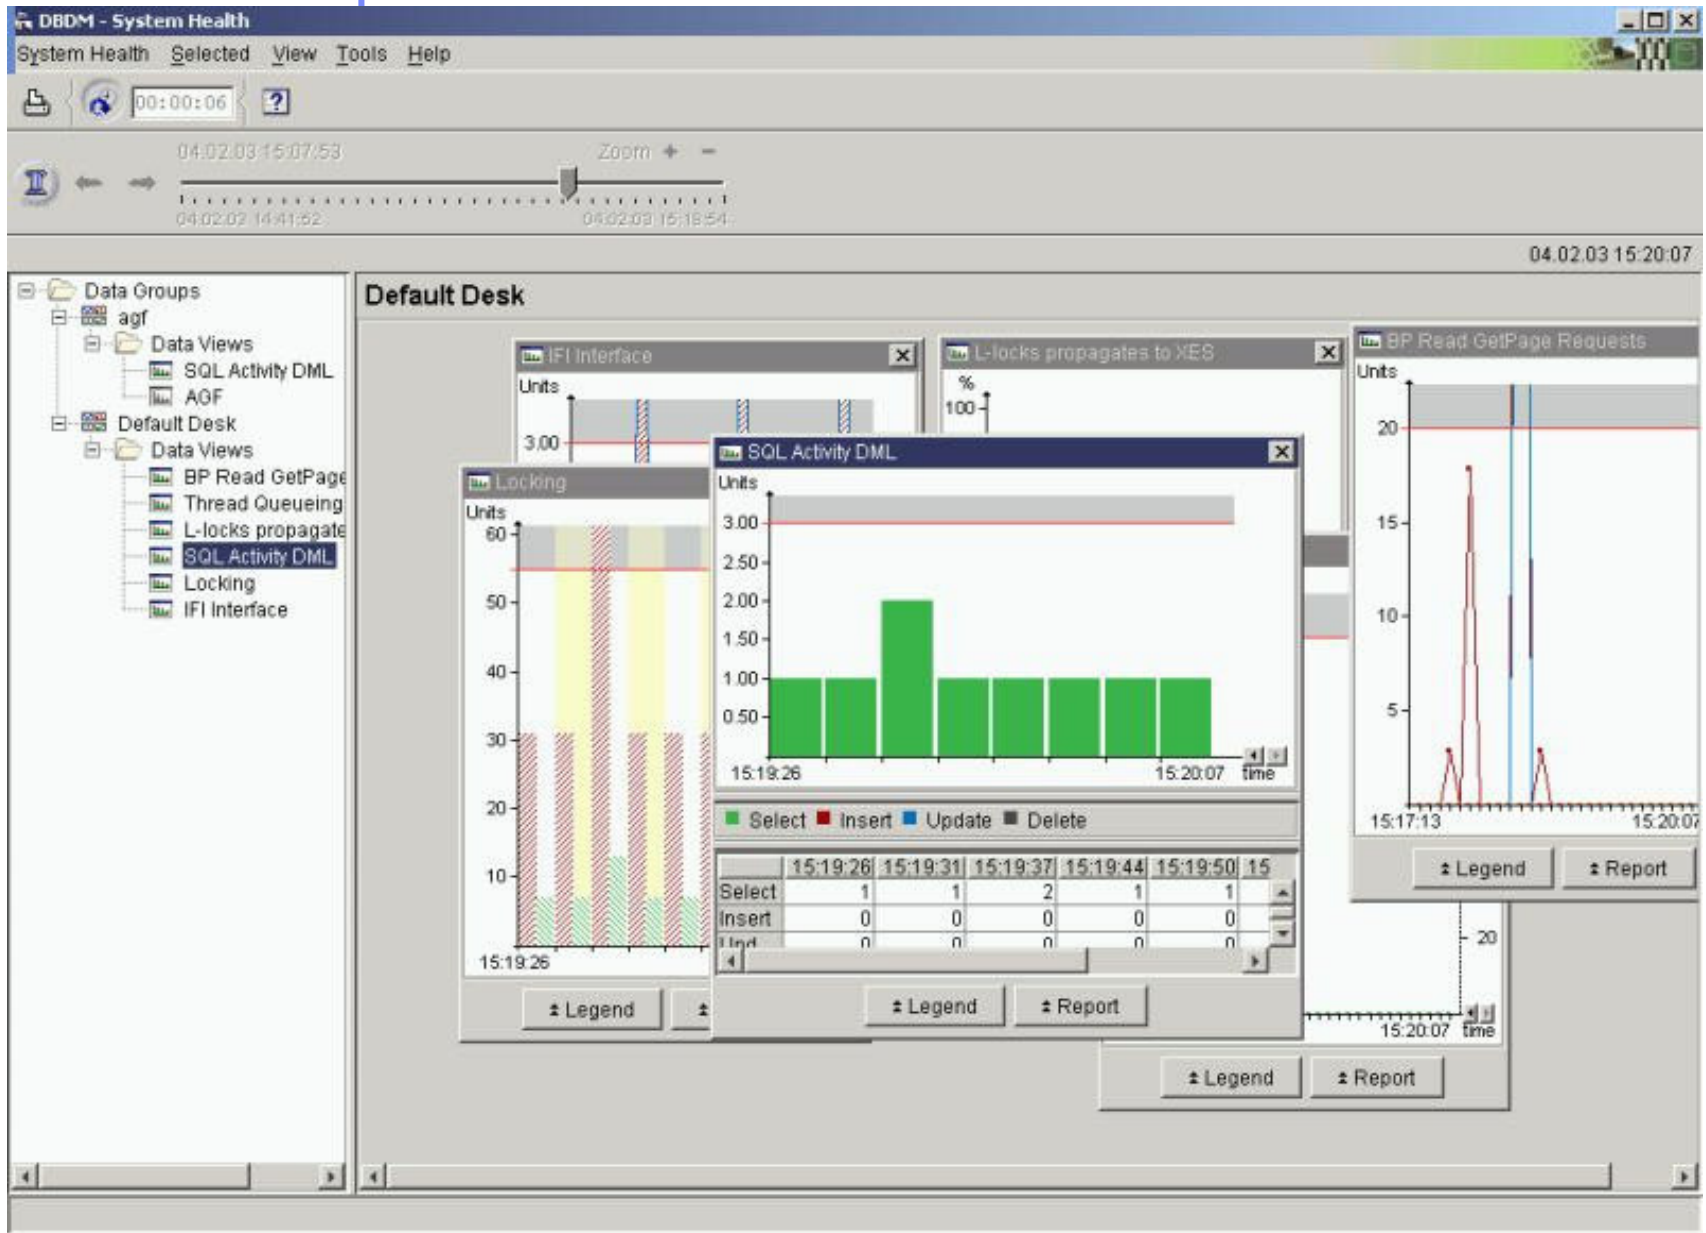 DBDM - System Health
System Health Selected View Tools Help
00:00:06
04.02.03 15:07:53 Zoom + -
04.02.03 15:18:54
04.02.03 15:20:07
Data Groups
agf
Data Views
SQL Activity DML
AGF
Default Desk
Data Views
BP Read GetPage
Thread Queueing
L-locks propagate
SQL Activity DML
Locking
IFI Interface
Default Desk
IFI Interface
Units
3.00
L-locks propagates to XES
%
100
BP Read GetPage Requests
Units
20
15
10
5
15:17:13 15:20:07
Legend Report
Locking
Units
60
50
40
30
20
10
15:19:26
Legend
SQL Activity DML
Units
3.00
2.50
2.00
1.50
1.00
0.50
15:19:26 15:20:07 time
Select Insert Update Delete
15:19:26 15:19:31 15:19:37 15:19:44 15:19:50 15
Select 1 1 2 1 1
Insert 0 0 0 0 0
Upd 0 0 0 0 0
Legend Report
20
15:20:07 time
Legend Report